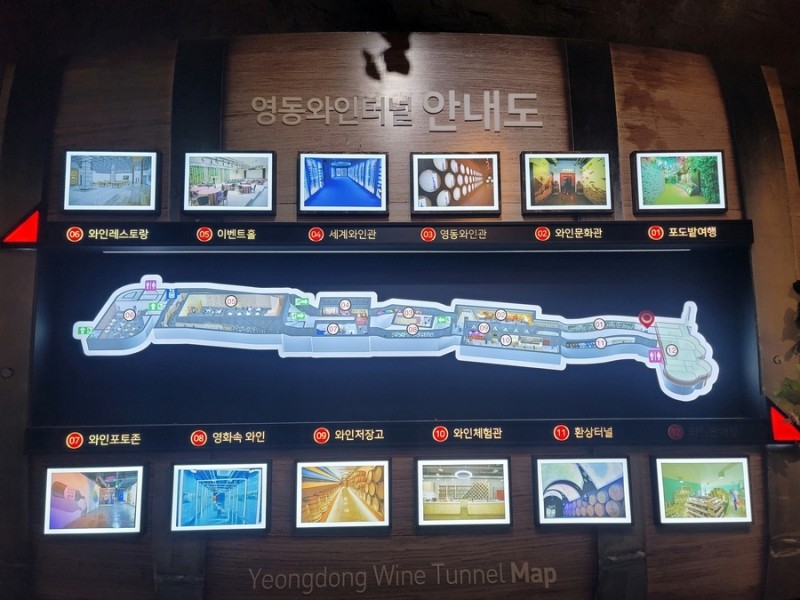 영동와인터널 안내도
06 와인레스토랑 05 이벤트홀 04 세계와인관 03 영동와인관 02 와인문화관 01 포도밭여행
07 와인포토존 08 영화속 와인 09 와인저장고 10 와인체험관 11 환상터널 12
Yeongdong Wine Tunnel Map